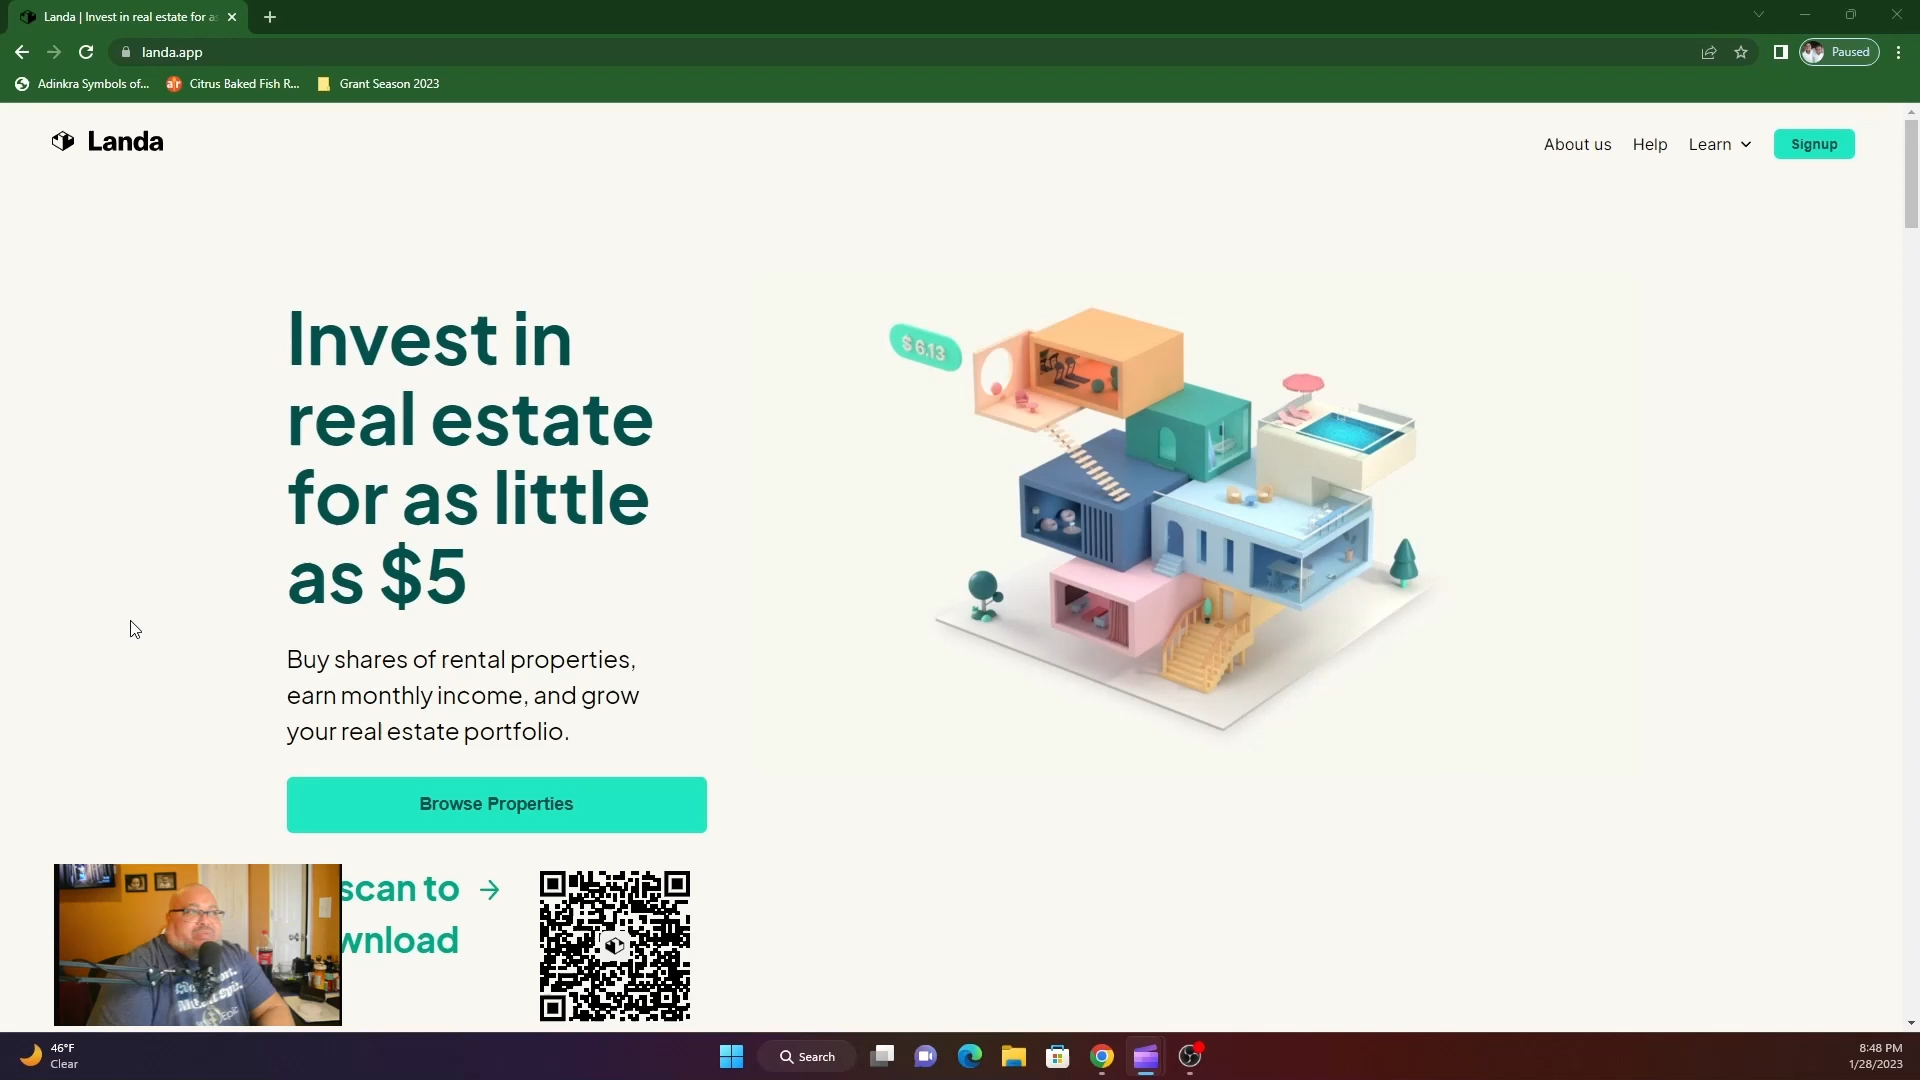 Landa | Invest in real estate for a
landa.app
Paused
Adinkra Symbols of...
Citrus Baked Fish R...
Grant Season 2023
Landa
About us
Help
Learn
Signup
Invest in
real estate
for as little
as $5
$6.13
Buy shares of rental properties,
earn monthly income, and grow
your real estate portfolio.
Browse Properties
scan to
wnload
46°F
Clear
Search
8:48 PM
1/28/2023